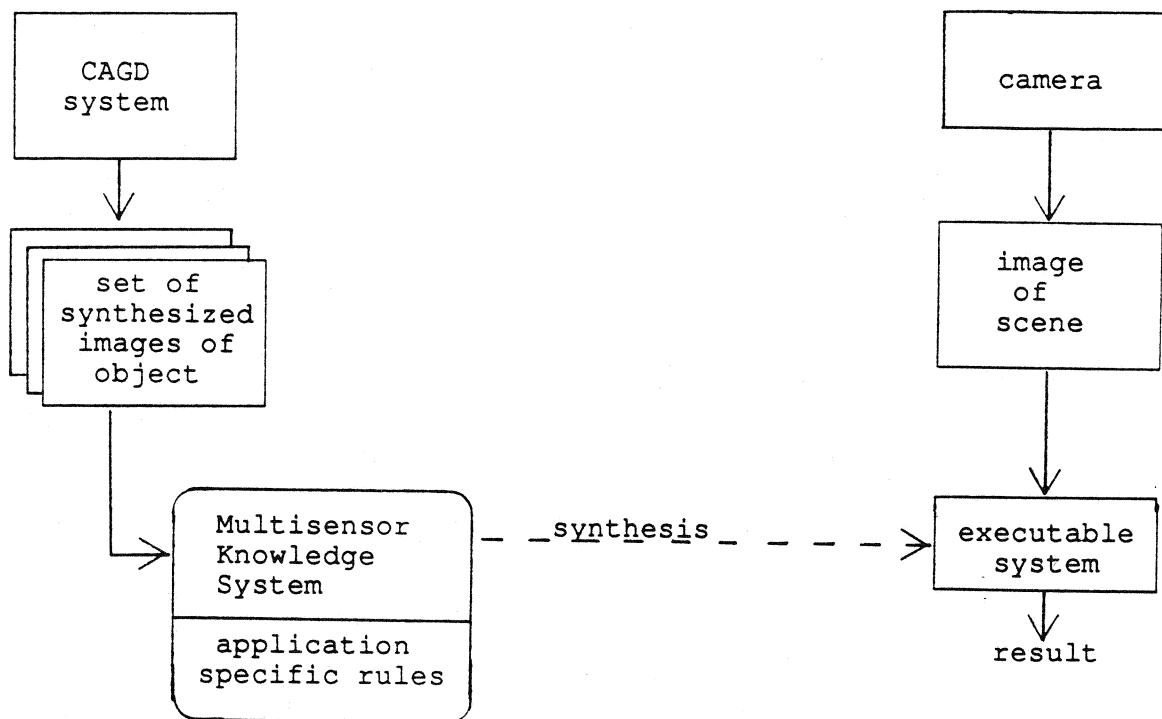 CAGD
system
camera
set of
synthesized
images of
object
image
of
scene
Multisensor
Knowledge
System
synthesis
executable
system
application
specific rules
result